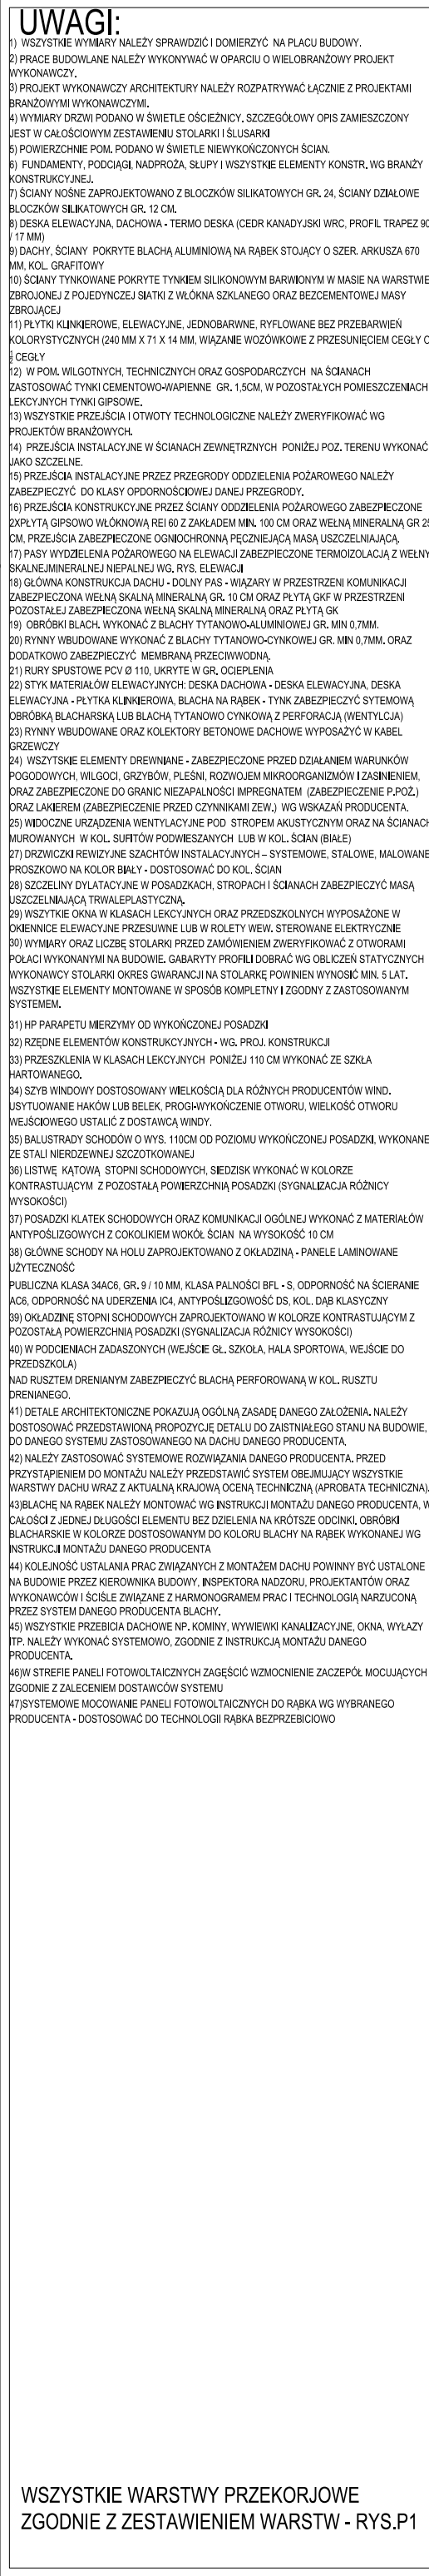 UWAGI:
1) WSZYSTKIE WYMIARY NALEŻY SPRAWDZIĆ I DOMIERZYĆ NA PLACU BUDOWY.
2) PRACE BUDOWLANE NALEŻY WYKONYWAĆ W OPARCIU O WIELOBRANŻOWY PROJEKT
WYKONAWCZY.
3) PROJEKT WYKONAWCZY ARCHITEKTURY NALEŻY ROZPATRYWAĆ ŁĄCZNIE Z PROJEKTAMI
BRANŻOWYMI WYKONAWCZYMI.
4) WYMIARY DRZWI PODANO W ŚWIETLE OŚCIEŻNICY, SZCZEGÓŁOWY OPIS ZAMIESZCZONY
JEST W CAŁOŚCIOWYM ZESTAWIENIU STOLARKI I ŚLUSARKI
5) POWIERZCHNIE POM. PODANO W ŚWIETLE NIEWYKOŃCZONYCH ŚCIAN.
6) FUNDAMENTY, PODCIĄGI, NADPROŻA, SŁUPY I WSZYSTKIE ELEMENTY KONSTR. WG BRANŻY
KONSTRUKCYJNEJ.
7) ŚCIANY NOŚNE ZAPROJEKTOWANO Z BLOCZKÓW SILIKATOWYCH GR. 24, ŚCIANY DZIAŁOWE
BLOCZKÓW SILIKATOWYCH GR. 12 CM.
8) DESKA ELEWACYJNA, DACHOWA - TERMO DESKA (CEDR KANADYJSKI WRC, PROFIL TRAPEZ 90
/ 17 MM)
9) DACHY, ŚCIANY POKRYTE BLACHĄ ALUMINIOWĄ NA RĄBEK STOJĄCY O SZER. ARKUSZA 670
MM, KOL. GRAFITOWY
10) ŚCIANY TYNKOWANE POKRYTE TYNKIEM SILIKONOWYM BARWIONYM W MASIE NA WARSTWIE
ZBROJONEJ Z POJEDYNCZEJ SIATKI Z WŁÓKNA SZKLANEGO ORAZ BEZCEMENTOWEJ MASY
ZBROJĄCEJ
11) PŁYTKI KLINKIEROWE, ELEWACYJNE, JEDNOBARWNE, RYFLOWANE BEZ PRZEBARWIEŃ
KOLORYSTYCZNYCH (240 MM X 71 X 14 MM, WIĄZANIE WOZÓWKOWE Z PRZESUNIĘCIEM CEGŁY O
½ CEGŁY
12) W POM. WILGOTNYCH, TECHNICZNYCH ORAZ GOSPODARCZYCH NA ŚCIANACH
ZASTOSOWAĆ TYNKI CEMENTOWO-WAPIENNE GR. 1,5CM, W POZOSTAŁYCH POMIESZCZENIACH
LEKCYJNYCH TYNKI GIPSOWE.
13) WSZYSTKIE PRZEJŚCIA I OTWOTY TECHNOLOGICZNE NALEŻY ZWERYFIKOWAĆ WG
PROJEKTÓW BRANŻOWYCH.
14) PRZEJŚCIA INSTALACYJNE W ŚCIANACH ZEWNĘTRZNYCH PONIŻEJ POZ. TERENU WYKONAĆ
JAKO SZCZELNE.
15) PRZEJŚCIA INSTALACYJNE PRZEZ PRZEGRODY ODDZIELENIA POŻAROWEGO NALEŻY
ZABEZPIECZYĆ DO KLASY OPDORNOŚCIOWEJ DANEJ PRZEGRODY.
16) PRZEJŚCIA KONSTRUKCYJNE PRZEZ ŚCIANY ODDZIELENIA POŻAROWEGO ZABEZPIECZONE
2XPŁYTĄ GIPSOWO WŁÓKNOWĄ REI 60 Z ZAKŁADEM MIN. 100 CM ORAZ WEŁNĄ MINERALNĄ GR 25
CM, PRZEJŚCIA ZABEZPIECZONE OGNIOCHRONNĄ PĘCZNIEJĄCĄ MASĄ USZCZELNIAJĄCĄ.
17) PASY WYDZIELENIA POŻAROWEGO NA ELEWACJI ZABEZPIECZONE TERMOIZOLACJĄ Z WEŁNY
SKALNEJMINERALNEJ NIEPALNEJ WG. RYS. ELEWACJI
18) GŁÓWNA KONSTRUKCJA DACHU - DOLNY PAS - WIĄZARY W PRZESTRZENI KOMUNIKACJI
ZABEZPIECZONA WEŁNĄ SKALNĄ MINERALNĄ GR. 10 CM ORAZ PŁYTĄ GKF W PRZESTRZENI
POZOSTAŁEJ ZABEZPIECZONA WEŁNĄ SKALNĄ MINERALNĄ ORAZ PŁYTĄ GK
19) OBRÓBKI BLACH. WYKONAĆ Z BLACHY TYTANOWO-ALUMINIOWEJ GR. MIN 0,7MM.
20) RYNNY WBUDOWANE WYKONAĆ Z BLACHY TYTANOWO-CYNKOWEJ GR. MIN 0,7MM. ORAZ
DODATKOWO ZABEZPIECZYĆ MEMBRANĄ PRZECIWWODNĄ.
21) RURY SPUSTOWE PCV Ø 110, UKRYTE W GR. OCIEPLENIA
22) STYK MATERIAŁÓW ELEWACYJNYCH: DESKA DACHOWA - DESKA ELEWACYJNA, DESKA
ELEWACYJNA - PŁYTKA KLINKIEROWA, BLACHA NA RĄBEK - TYNK ZABEZPIECZYĆ SYTEMOWĄ
OBRÓBKĄ BLACHARSKĄ LUB BLACHĄ TYTANOWO CYNKOWĄ Z PERFORACJĄ (WENTYLCJA)
23) RYNNY WBUDOWANE ORAZ KOLEKTORY BETONOWE DACHOWE WYPOSAŻYĆ W KABEL
GRZEWCZY
24) WSZYTSKIE ELEMENTY DREWNIANE - ZABEZPIECZONE PRZED DZIAŁANIEM WARUNKÓW
POGODOWYCH, WILGOCI, GRZYBÓW, PLEŚNI, ROZWOJEM MIKROORGANIZMÓW I ZASINIENIEM,
ORAZ ZABEZPIECZONE DO GRANIC NIEZAPALNOŚCI IMPREGNATEM (ZABEZPIECZENIE P.POŻ.)
ORAZ LAKIEREM (ZABEZPIECZENIE PRZED CZYNNIKAMI ZEW.) WG WSKAZAŃ PRODUCENTA.
25) WIDOCZNE URZĄDZENIA WENTYLACYJNE POD STROPEM AKUSTYCZNYM ORAZ NA ŚCIANACH
MUROWANYCH W KOL. SUFITÓW PODWIESZANYCH LUB W KOL. ŚCIAN (BIAŁE)
27) DRZWICZKI REWIZYJNE SZACHTÓW INSTALACYJNYCH – SYSTEMOWE, STALOWE, MALOWANE
PROSZKOWO NA KOLOR BIAŁY - DOSTOSOWAĆ DO KOL. ŚCIAN
28) SZCZELINY DYLATACYJNE W POSADZKACH, STROPACH I ŚCIANACH ZABEZPIECZYĆ MASĄ
USZCZELNIAJĄCĄ TRWALEPLASTYCZNĄ.
29) WSZYTKIE OKNA W KLASACH LEKCYJNYCH ORAZ PRZEDSZKOLNYCH WYPOSAŻONE W
OKIENNICE ELEWACYJNE PRZESUWNE LUB W ROLETY WEW. STEROWANE ELEKTRYCZNIE
30) WYMIARY ORAZ LICZBĘ STOLARKI PRZED ZAMÓWIENIEM ZWERYFIKOWAĆ Z OTWORAMI
POŁACI WYKONANYMI NA BUDOWIE. GABARYTY PROFILI DOBRAĆ WG OBLICZEŃ STATYCZNYCH
WYKONAWCY STOLARKI OKRES GWARANCJI NA STOLARKĘ POWINIEN WYNOSIĆ MIN. 5 LAT.
WSZYSTKIE ELEMENTY MONTOWANE W SPOSÓB KOMPLETNY I ZGODNY Z ZASTOSOWANYM
SYSTEMEM.
31) HP PARAPETU MIERZYMY OD WYKOŃCZONEJ POSADZKI
32) RZĘDNE ELEMENTÓW KONSTRUKCYJNYCH - WG. PROJ. KONSTRUKCJI
33) PRZESZKLENIA W KLASACH LEKCYJNYCH PONIŻEJ 110 CM WYKONAĆ ZE SZKŁA
HARTOWANEGO.
34) SZYB WINDOWY DOSTOSOWANY WIELKOŚCIĄ DLA RÓŻNYCH PRODUCENTÓW WIND.
USYTUOWANIE HAKÓW LUB BELEK, PROGI-WYKOŃCZENIE OTWORU, WIELKOŚĆ OTWORU
WEJŚCIOWEGO USTALIĆ Z DOSTAWCĄ WINDY.
35) BALUSTRADY SCHODÓW O WYS. 110CM OD POZIOMU WYKOŃCZONEJ POSADZKI, WYKONANE
ZE STALI NIERDZEWNEJ SZCZOTKOWANEJ
36) LISTWĘ KĄTOWĄ STOPNI SCHODOWYCH, SIEDZISK WYKONAĆ W KOLORZE
KONTRASTUJĄCYM Z POZOSTAŁĄ POWIERZCHNIĄ POSADZKI (SYGNALIZACJA RÓŻNICY
WYSOKOŚCI)
37) POSADZKI KLATEK SCHODOWYCH ORAZ KOMUNIKACJI OGÓLNEJ WYKONAĆ Z MATERIAŁÓW
ANTYPOŚLIZGOWYCH Z COKOLIKIEM WOKÓŁ ŚCIAN NA WYSOKOŚĆ 10 CM
38) GŁÓWNE SCHODY NA HOLU ZAPROJEKTOWANO Z OKŁADZINĄ - PANELE LAMINOWANE
UŻYTECZNOŚĆ
PUBLICZNA KLASA 34AC6, GR. 9 / 10 MM, KLASA PALNOŚCI BFL - S, ODPORNOŚĆ NA ŚCIERANIE
AC6, ODPORNOŚĆ NA UDERZENIA IC4, ANTYPOŚLIZGOWOŚĆ DS, KOL. DĄB KLASYCZNY
39) OKŁADZINĘ STOPNI SCHODOWYCH ZAPROJEKTOWANO W KOLORZE KONTRASTUJĄCYM Z
POZOSTAŁĄ POWIERZCHNIĄ POSADZKI (SYGNALIZACJA RÓŻNICY WYSOKOŚCI)
40) W PODCIENIACH ZADASZONYCH (WEJŚCIE GŁ. SZKOŁA, HALA SPORTOWA, WEJŚCIE DO
PRZEDSZKOLA)
NAD RUSZTEM DRENIANYM ZABEZPIECZYĆ BLACHĄ PERFOROWANĄ W KOL. RUSZTU
DRENIANEGO.
41) DETALE ARCHITEKTONICZNE POKAZUJĄ OGÓLNĄ ZASADĘ DANEGO ZAŁOŻENIA. NALEŻY
DOSTOSOWAĆ PRZEDSTAWIONĄ PROPOZYCJĘ DETALU DO ZAISTNIAŁEGO STANU NA BUDOWIE,
DO DANEGO SYSTEMU ZASTOSOWANEGO NA DACHU DANEGO PRODUCENTA.
42) NALEŻY ZASTOSOWAĆ SYSTEMOWE ROZWIĄZANIA DANEGO PRODUCENTA. PRZED
PRZYSTĄPIENIEM DO MONTAŻU NALEŻY PRZEDSTAWIĆ SYSTEM OBEJMUJĄCY WSZYSTKIE
WARSTWY DACHU WRAZ Z AKTUALNĄ KRAJOWĄ OCENĄ TECHNICZNĄ (APROBATA TECHNICZNA).
43)BLACHĘ NA RĄBEK NALEŻY MONTOWAĆ WG INSTRUKCJI MONTAŻU DANEGO PRODUCENTA, W
CAŁOŚCI Z JEDNEJ DŁUGOŚCI ELEMENTU BEZ DZIELENIA NA KRÓTSZE ODCINKI, OBRÓBKI
BLACHARSKIE W KOLORZE DOSTOSOWANYM DO KOLORU BLACHY NA RĄBEK WYKONANEJ WG
INSTRUKCJI MONTAŻU DANEGO PRODUCENTA
44) KOLEJNOŚĆ USTALANIA PRAC ZWIĄZANYCH Z MONTAŻEM DACHU POWINNY BYĆ USTALONE
NA BUDOWIE PRZEZ KIEROWNIKA BUDOWY, INSPEKTORA NADZORU, PROJEKTANTÓW ORAZ
WYKONAWCÓW I ŚCIŚLE ZWIĄZANE Z HARMONOGRAMEM PRAC I TECHNOLOGIĄ NARZUCONĄ
PRZEZ SYSTEM DANEGO PRODUCENTA BLACHY.
45) WSZYSTKIE PRZEBICIA DACHOWE NP. KOMINY, WYWIEWKI KANALIZACYJNE, OKNA, WYŁAZY
ITP. NALEŻY WYKONAĆ SYSTEMOWO, ZGODNIE Z INSTRUKCJĄ MONTAŻU DANEGO
PRODUCENTA.
46)W STREFIE PANELI FOTOWOLTAICZNYCH ZAGĘŚCIĆ WZMOCNIENIE ZACZEPÓŁ MOCUJĄCYCH
ZGODNIE Z ZALECENIEM DOSTAWCÓW SYSTEMU
47)SYSTEMOWE MOCOWANIE PANELI FOTOWOLTAICZNYCH DO RĄBKA WG WYBRANEGO
PRODUCENTA - DOSTOSOWAĆ DO TECHNOLOGII RĄBKA BEZPRZEBICIOWO
WSZYSTKIE WARSTWY PRZEKORJOWE
ZGODNIE Z ZESTAWIENIEM WARSTW - RYS.P1